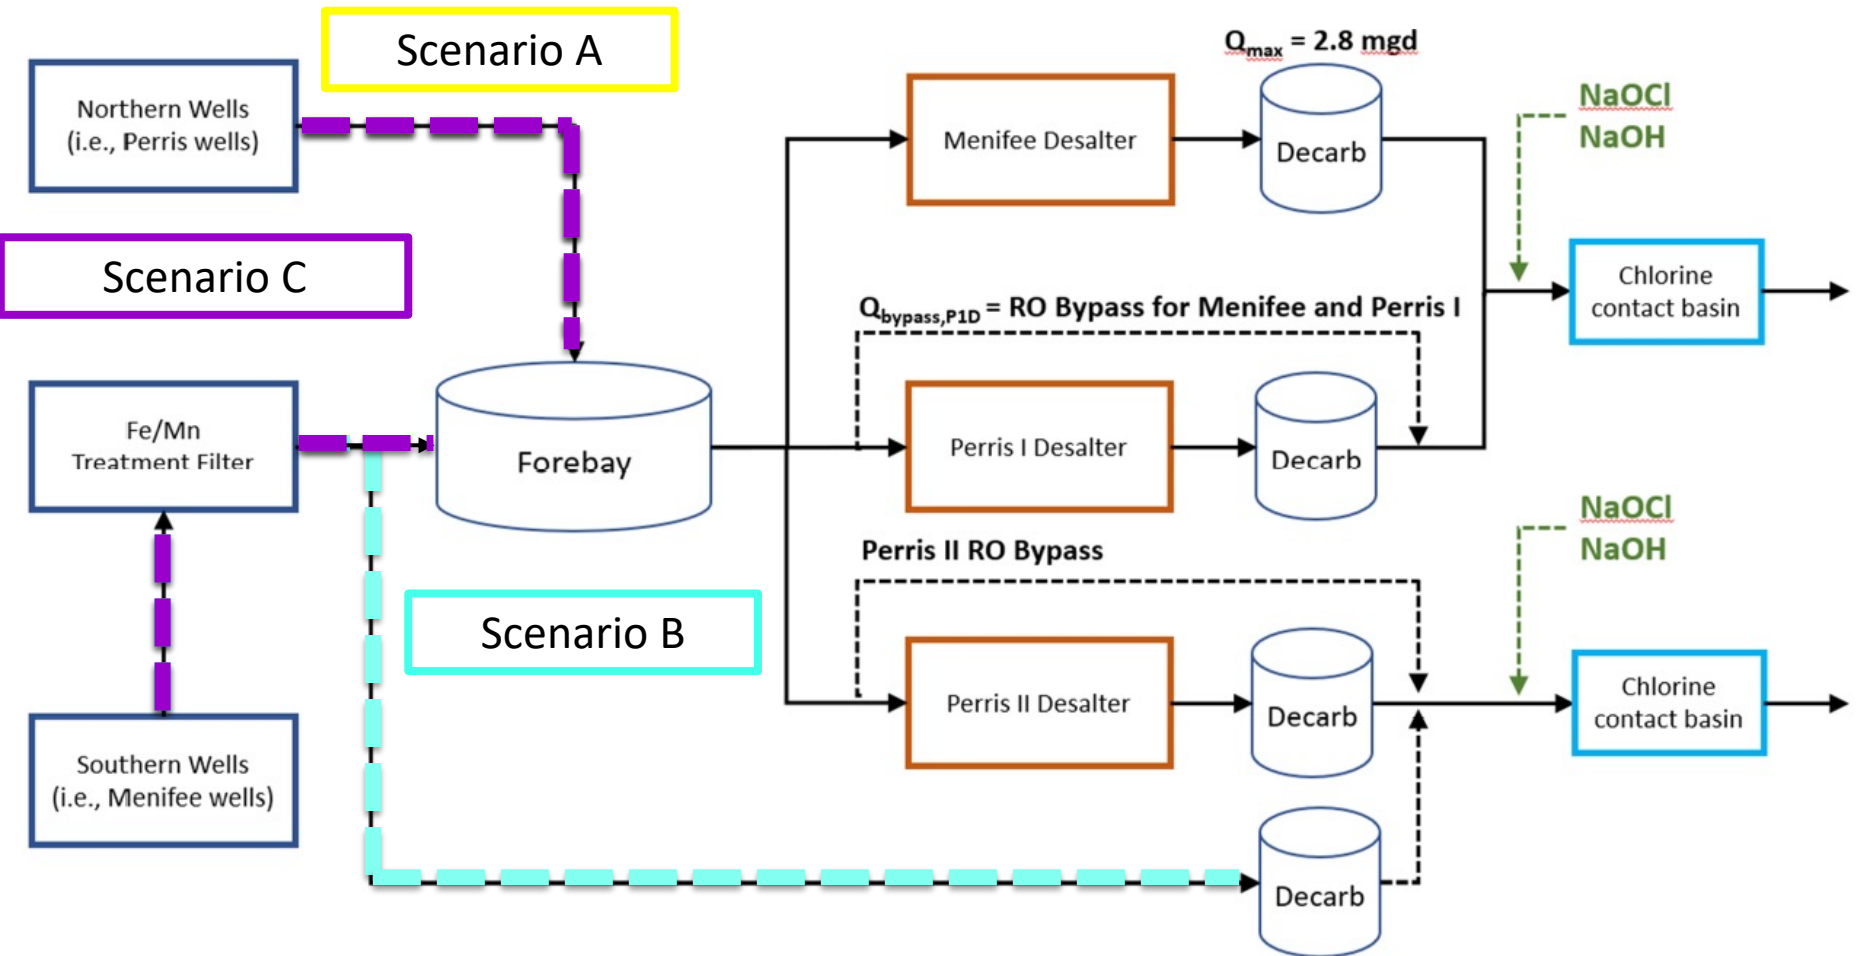 Scenario A
Q_max = 2.8 mgd
Northern Wells
(i.e., Perris wells)
Menifee Desalter
Decarb
NaOCl
NaOH
Scenario C
Chlorine
contact basin
Q_bypass,P1D = RO Bypass for Menifee and Perris I
Fe/Mn
Treatment Filter
Forebay
Perris I Desalter
Decarb
NaOCl
NaOH
Perris II RO Bypass
Scenario B
Perris II Desalter
Decarb
Chlorine
contact basin
Southern Wells
(i.e., Menifee wells)
Decarb